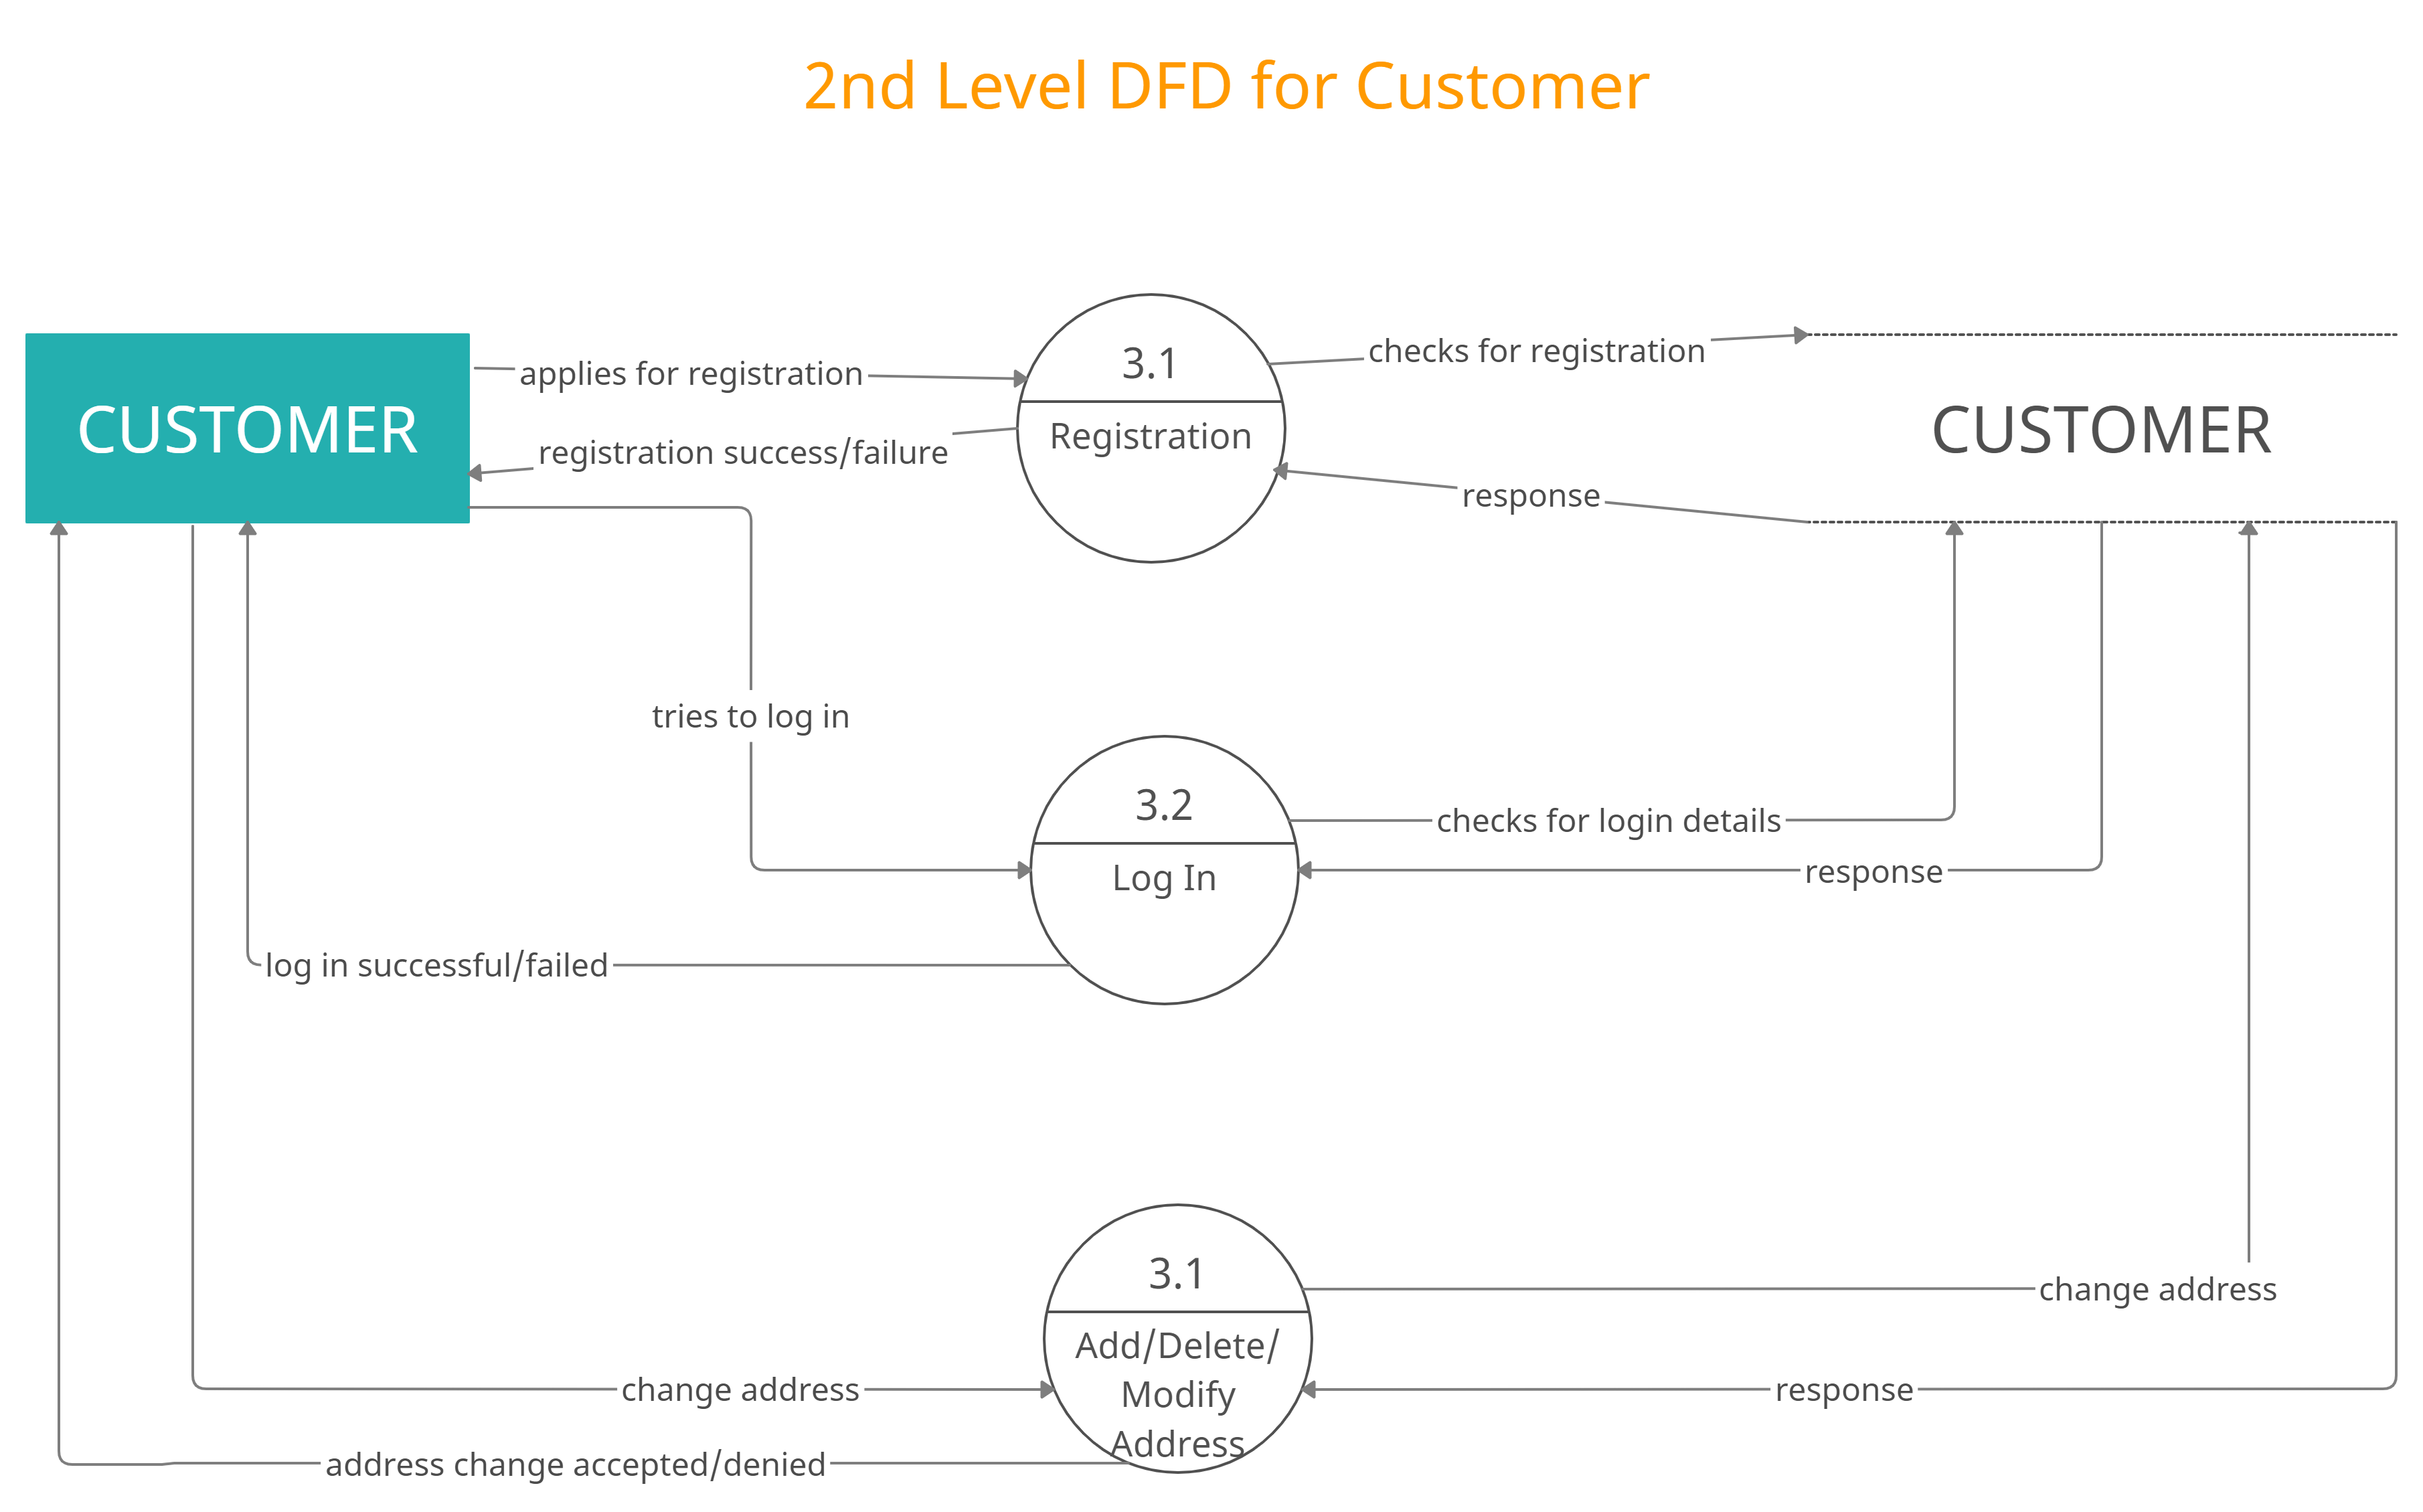 2nd Level DFD for Customer
3.1
checks for registration
applies for registration
CUSTOMER
CUSTOMER
Registration
registration success/failure
response
tries to log in
3.2
checks for login details
response
Log In
log in successful/failed
3.1
change address
Add/Delete/
Modify
Address
change address
response
address change accepted/denied